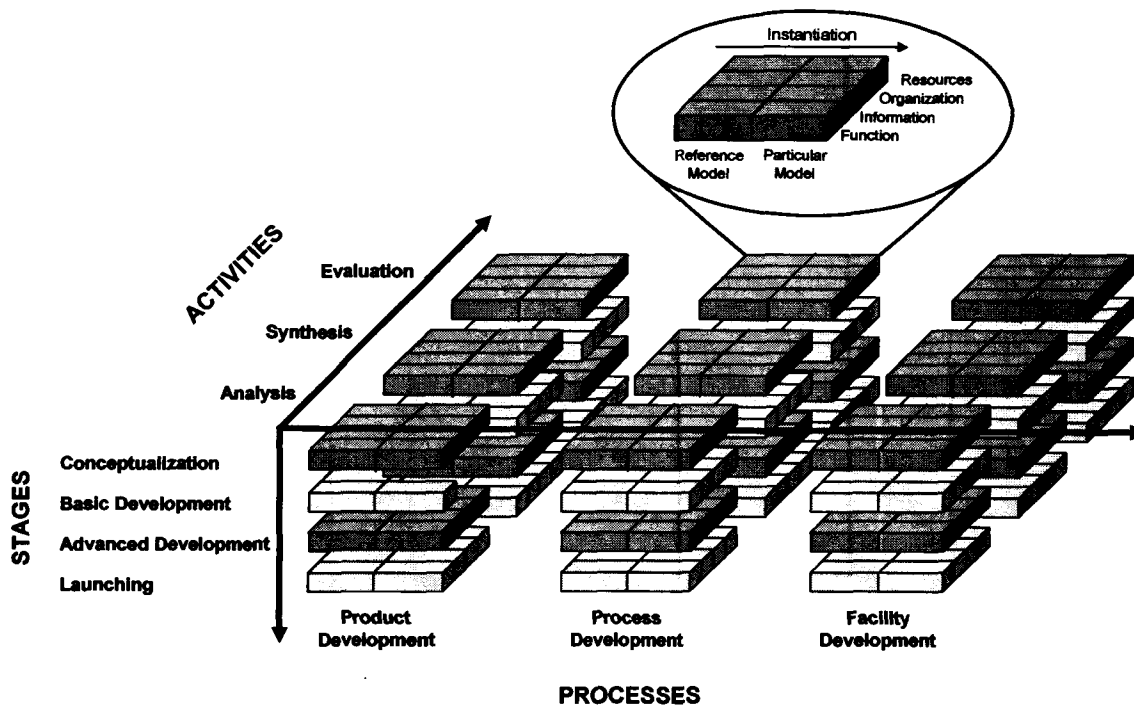 Instantiation
Resources
Organization
Information
Function
Reference Particular
Model Model
ACTIVITIES
Evaluation
Synthesis
Analysis
STAGES
Conceptualization
Basic Development
Advanced Development
Launching
Product Process Facility
Development Development Development
PROCESSES